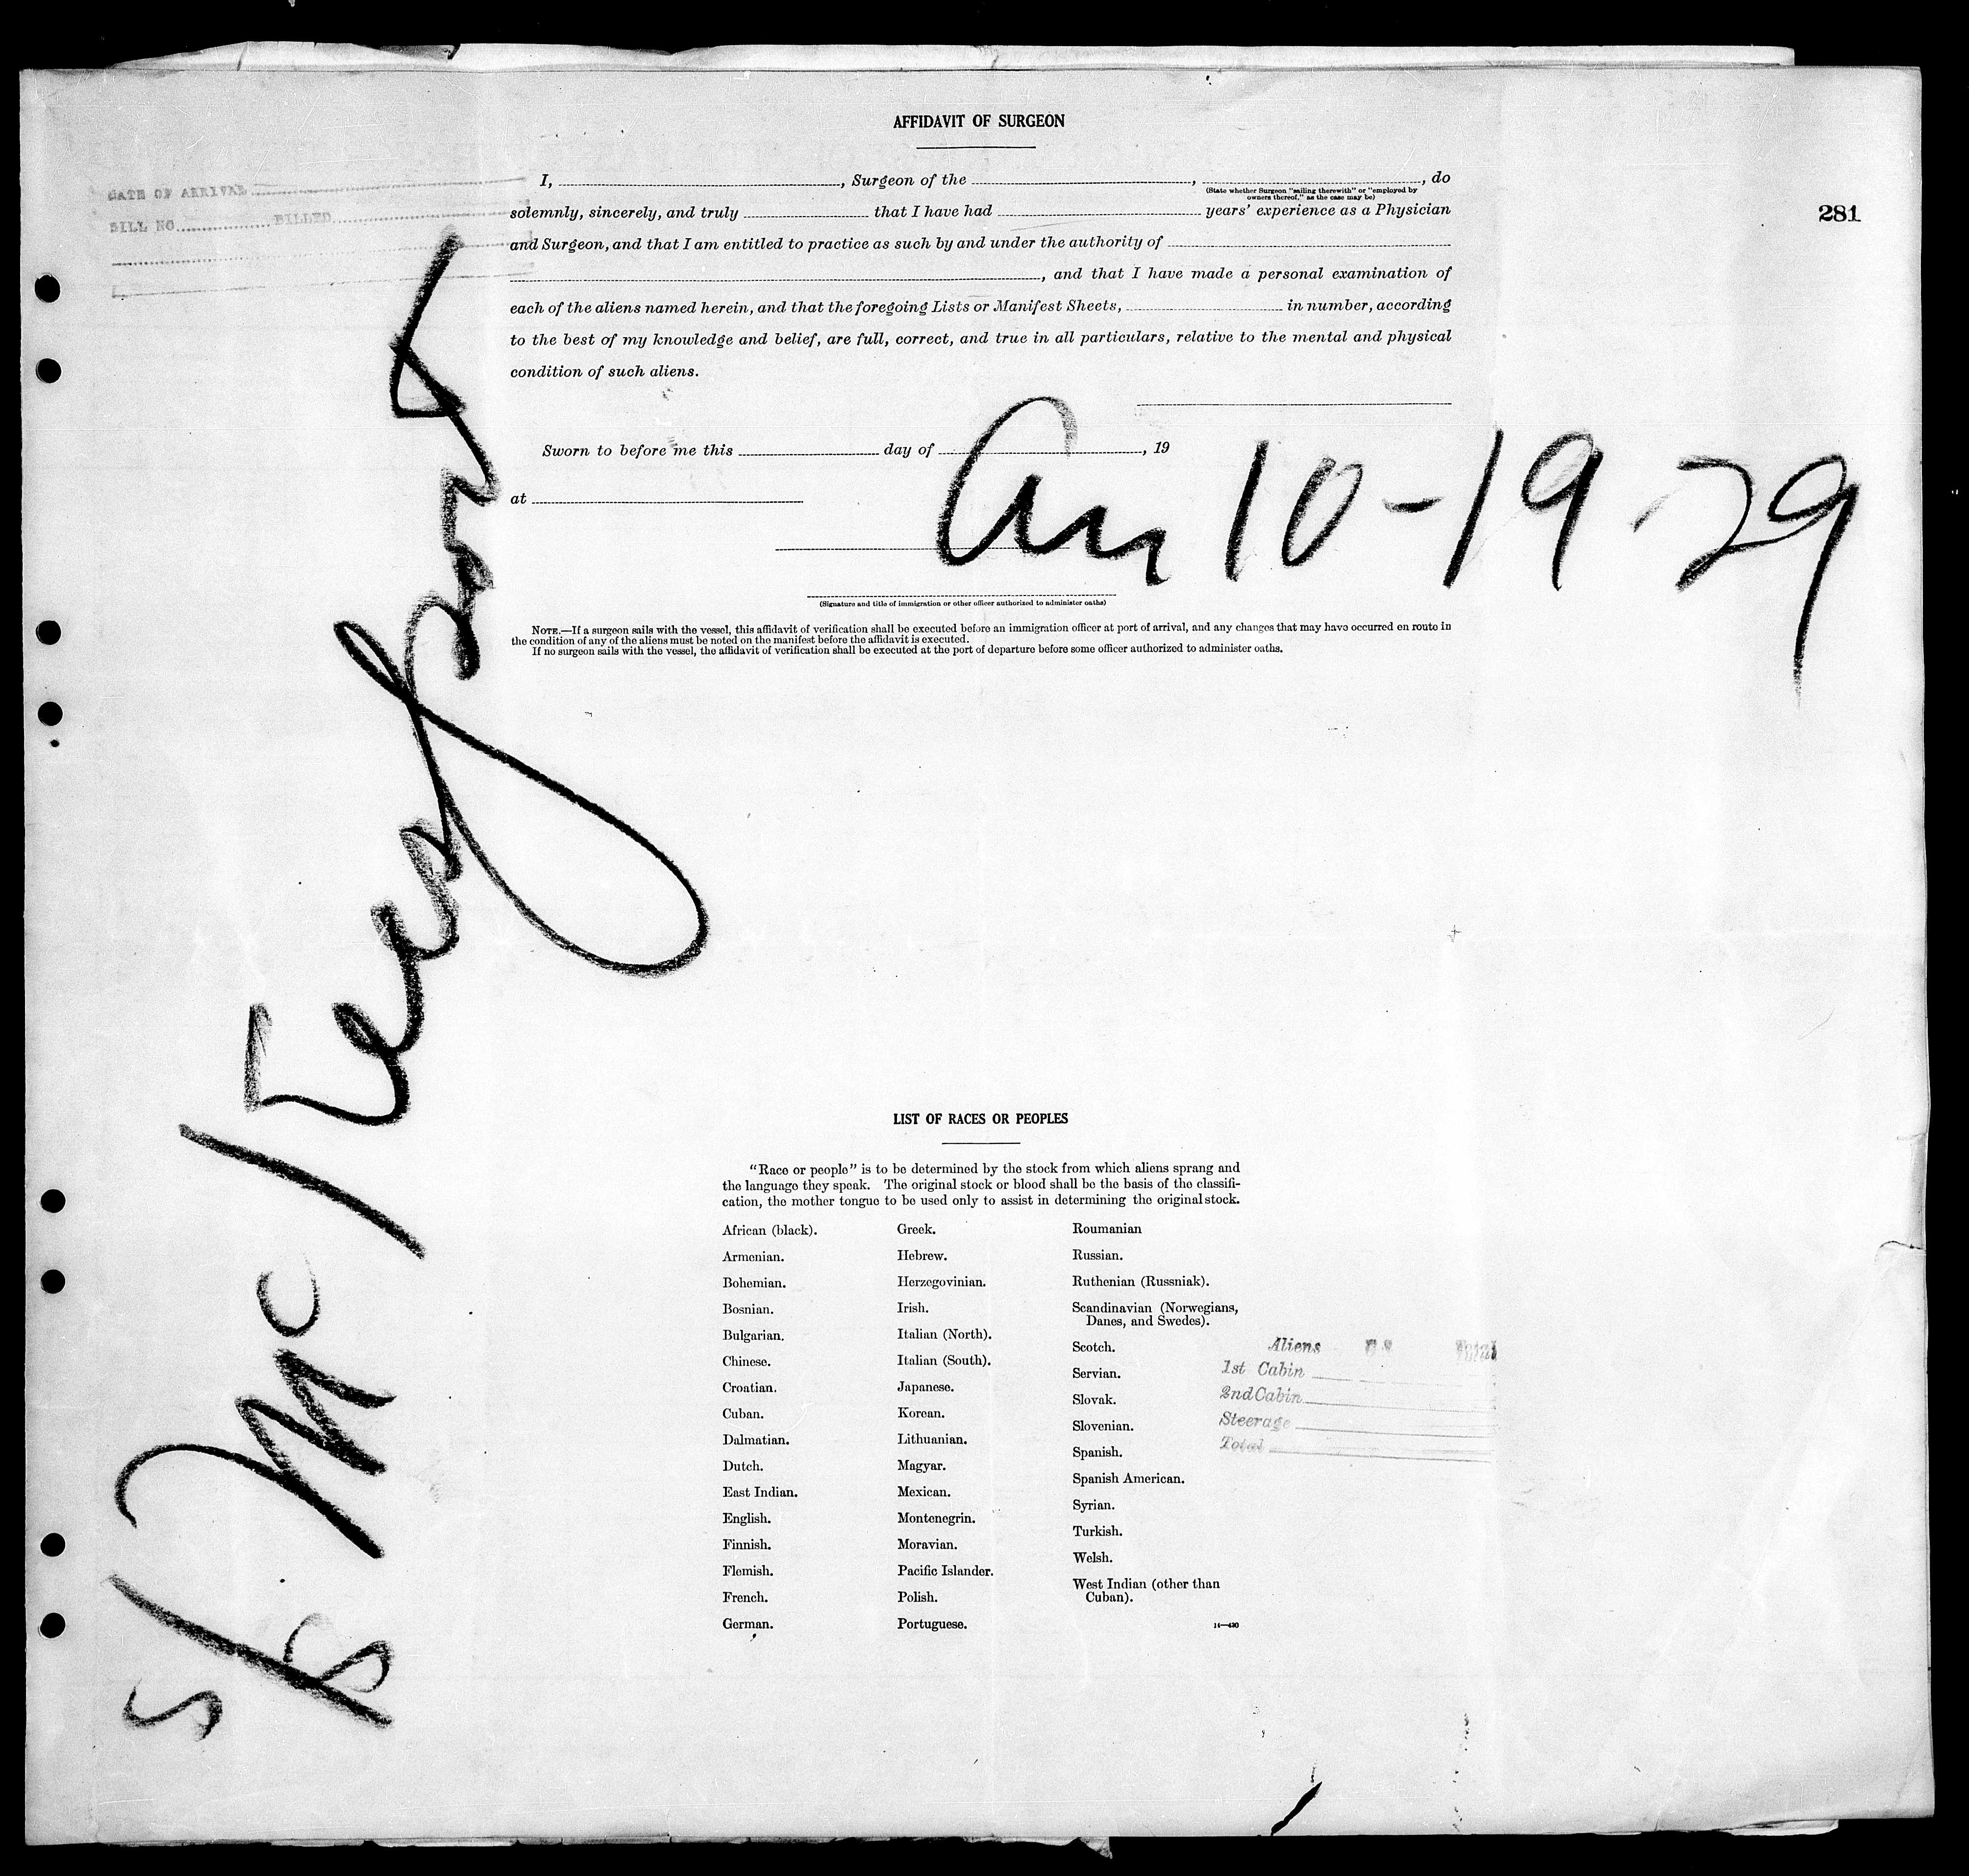 AFFIDAVIT OF SURGEON
DATE OF ARRIVAL
BILL NO. BILLED
281
I, , Surgeon of the , , do
(State whether Surgeon "sailing therewith" or "employed by
owners thereof," as the case may be)
solemnly, sincerely, and truly that I have had years' experience as a Physician
and Surgeon, and that I am entitled to practice as such by and under the authority of
, and that I have made a personal examination of
each of the aliens named herein, and that the foregoing Lists or Manifest Sheets, in number, according
to the best of my knowledge and belief, are full, correct, and true in all particulars, relative to the mental and physical
condition of such aliens.
Sworn to before me this day of , 19
at
10-19-29
(Signature and title of immigration or other officer authorized to administer oaths)
NOTE.—If a surgeon sails with the vessel, this affidavit of verification shall be executed before an immigration officer at port of arrival, and any changes that may have occurred en route in
the condition of any of the aliens must be noted on the manifest before the affidavit is executed.
If no surgeon sails with the vessel, the affidavit of verification shall be executed at the port of departure before some officer authorized to administer oaths.
S/S McKeesport
LIST OF RACES OR PEOPLES
"Race or people" is to be determined by the stock from which aliens sprang and
the language they speak. The original stock or blood shall be the basis of the classifi-
cation, the mother tongue to be used only to assist in determining the original stock.
African (black).
Armenian.
Bohemian.
Bosnian.
Bulgarian.
Chinese.
Croatian.
Cuban.
Dalmatian.
Dutch.
East Indian.
English.
Finnish.
Flemish.
French.
German.
Greek.
Hebrew.
Herzegovinian.
Irish.
Italian (North).
Italian (South).
Japanese.
Korean.
Lithuanian.
Magyar.
Mexican.
Montenegrin.
Moravian.
Pacific Islander.
Polish.
Portuguese.
Roumanian
Russian.
Ruthenian (Russniak).
Scandinavian (Norwegians,
Danes, and Swedes).
Scotch.
Servian.
Slovak.
Slovenian.
Spanish.
Spanish American.
Syrian.
Turkish.
Welsh.
West Indian (other than
Cuban).
14—430
Aliens US Total
1st Cabin
2nd Cabin
Steerage
Total